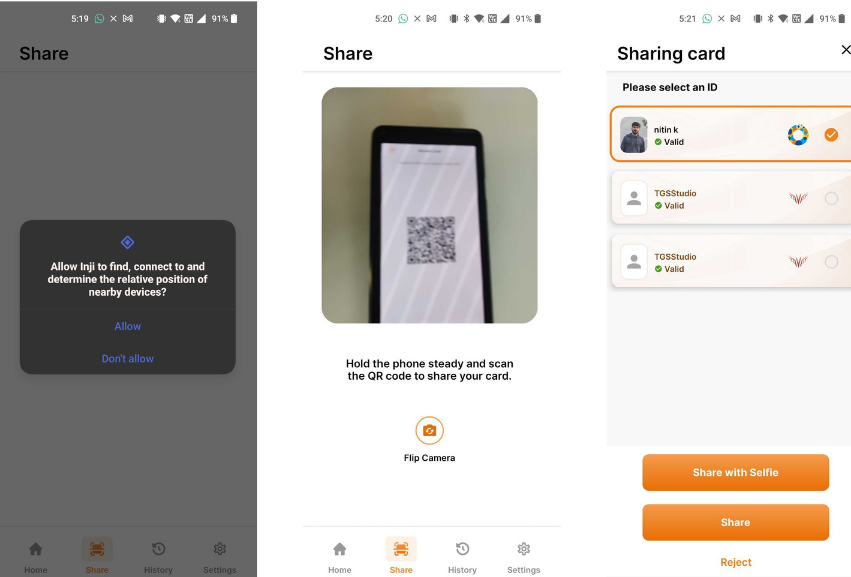 5:19
91%
Share
Allow Inji to find, connect to and
determine the relative position of
nearby devices?
Allow
Don't allow
Home
Share
History
Settings
5:20
91%
Share
Hold the phone steady and scan
the QR code to share your card.
Flip Camera
Home
Share
History
Settings
5:21
91%
Sharing card
Please select an ID
nitin k
Valid
TGSStudio
Valid
TGSStudio
Valid
Share with Selfie
Share
Reject